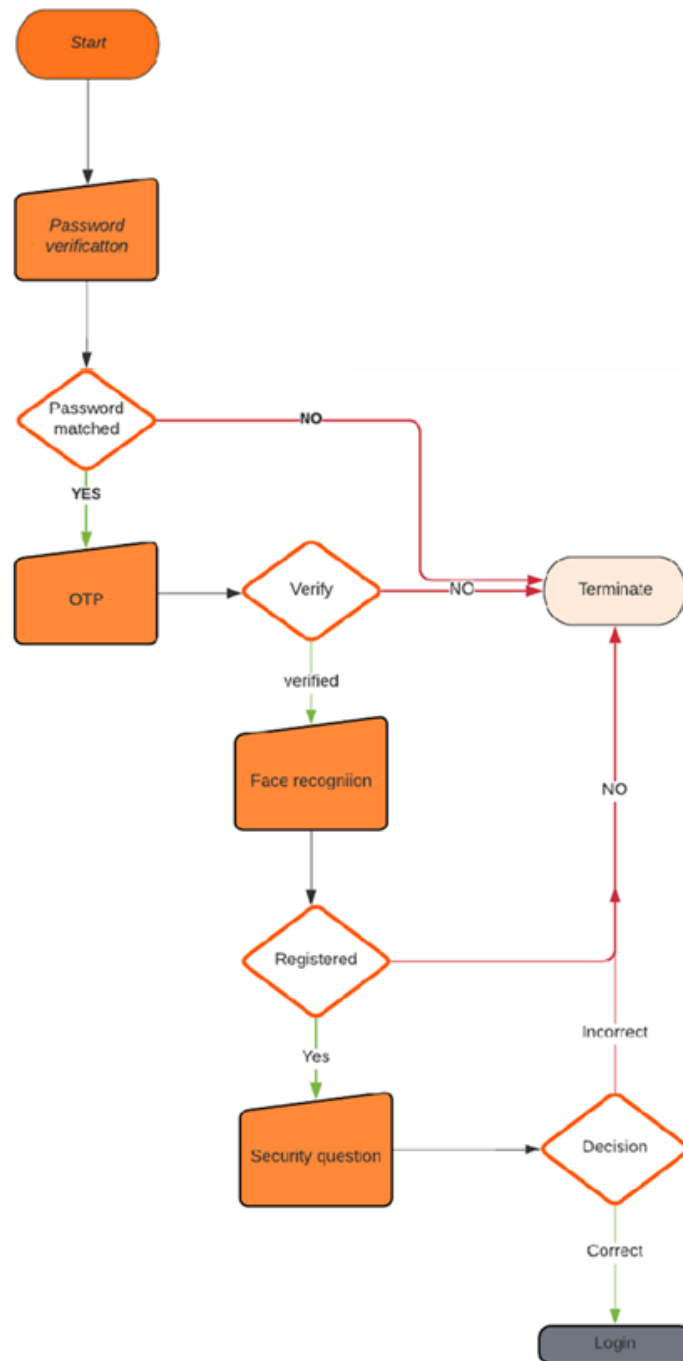 Start
Password
verificatton
Password
matched
NO
YES
OTP
Verify
NO
Terminate
verified
Face recogniion
NO
Registered
Incorrect
Yes
Security question
Decision
Correct
Login